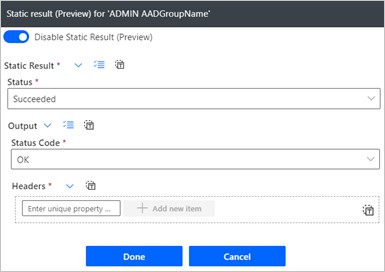 Static result (Preview) for 'ADMIN AADGroupName'
Disable Static Result (Preview)
Static Result *
Status *
Succeeded
Output
Status Code *
OK
Headers *
Enter unique property ...
Add new item
Done Cancel